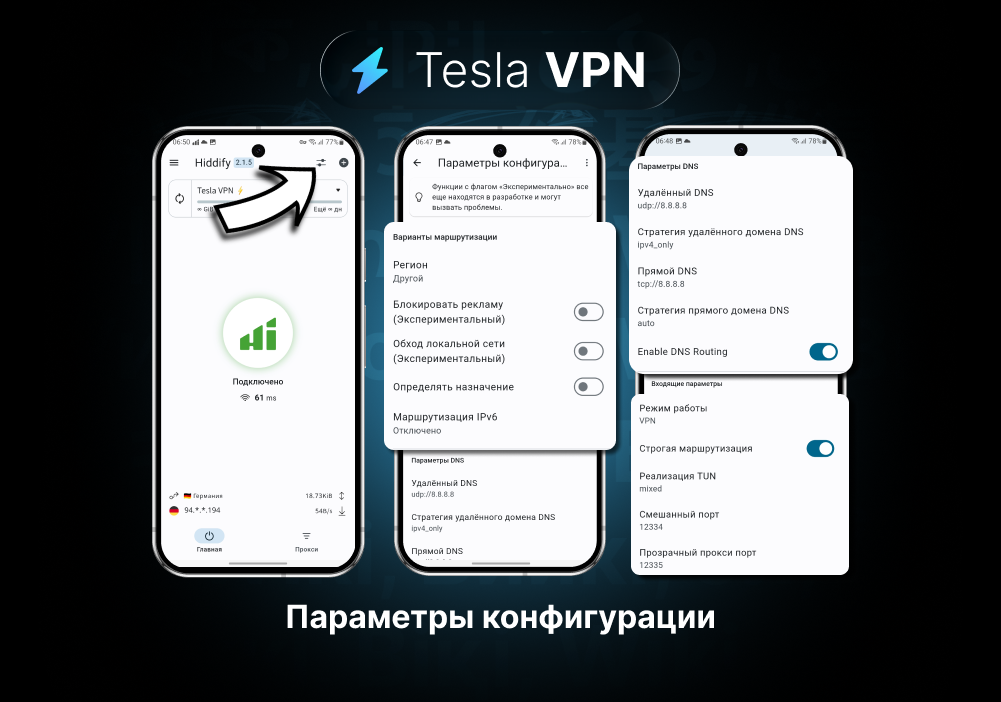 Tesla VPN
06:50
77%
Hiddify 2.1.5
Tesla VPN
∞ GiB
Ещё ∞ дн
Подключено
61 ms
Германия
18.73KiB
94.*.*.194
54B/s
Главная
Прокси
06:47
78%
Параметры конфигура...
Функции с флагом «Экспериментально» все
еще находятся в разработке и могут
вызвать проблемы.
Варианты маршрутизации
Регион
Другой
Блокировать рекламу
(Экспериментальный)
Обход локальной сети
(Экспериментальный)
Определять назначение
Маршрутизация IPv6
Отключено
Параметры DNS
Удалённый DNS
udp://8.8.8.8
Стратегия удалённого домена DNS
ipv4_only
Прямой DNS
06:48
78%
Параметры DNS
Удалённый DNS
udp://8.8.8.8
Стратегия удалённого домена DNS
ipv4_only
Прямой DNS
tcp://8.8.8.8
Стратегия прямого домена DNS
auto
Enable DNS Routing
Входящие параметры
Режим работы
VPN
Строгая маршрутизация
Реализация TUN
mixed
Смешанный порт
12334
Прозрачный прокси порт
12335
Параметры конфигурации